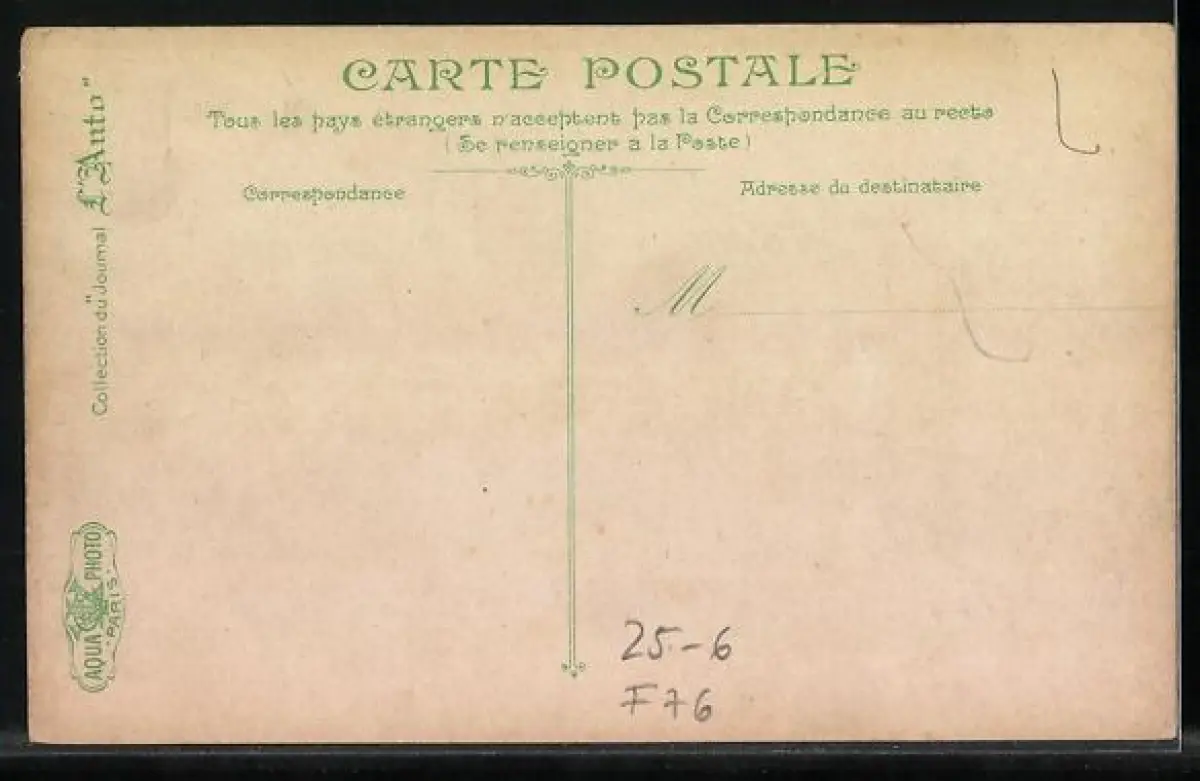 CARTE POSTALE
Tous les pays étrangers n'acceptent pas la Correspondance au recto
(Se renseigner a la Poste)
Correspondance
Adresse du destinataire
M
Collection du Journal "L'Auto"
AQUA PHOTO
PARIS
25-6
F76